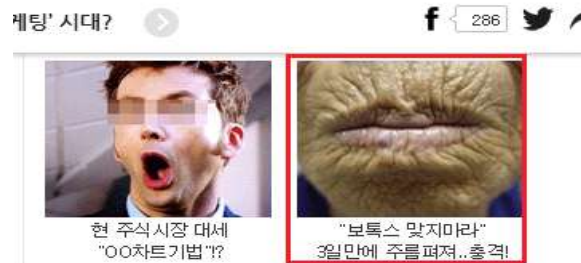 케팅' 시대?
286
현 주식시장 대세
"OO차트기법"!?
"보톡스 맞지마라"
3일만에 주름펴져..충격!